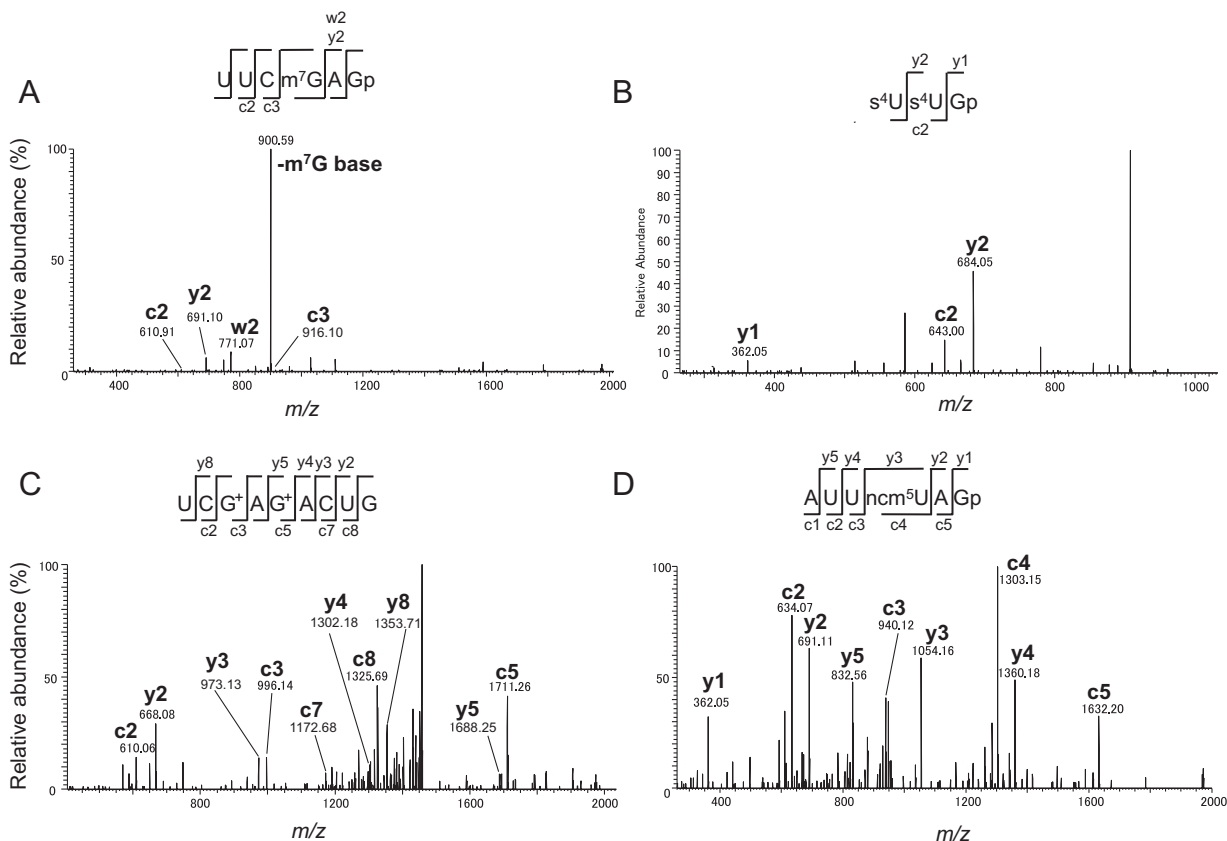 A
w2
y2
U U C m⁷G A Gp
c2 c3
Relative abundance (%)
100
50
0
900.59
-m⁷G base
c2
610.91
y2
691.10
w2
771.07
c3
916.10
400 800 1200 1600 2000
m/z
B
y2 y1
s⁴U s⁴U Gp
c2
Relative Abundance
100
90
80
70
60
50
40
30
20
10
0
y1
362.05
c2
643.00
y2
684.05
400 600 800 1000
m/z
C
y8 y5 y4 y3 y2
U C G⁺ A G⁺ A C U G
c2 c3 c5 c7 c8
Relative abundance (%)
100
50
0
c2
610.06
y2
668.08
y3
973.13
c3
996.14
c7
1172.68
y4
1302.18
c8
1325.69
y8
1353.71
y5
1688.25
c5
1711.26
800 1200 1600 2000
m/z
D
y5 y4 y3 y2 y1
A U U ncm⁵U A Gp
c1 c2 c3 c4 c5
100
50
0
y1
362.05
c2
634.07
y2
691.11
y5
832.56
c3
940.12
y3
1054.16
c4
1303.15
y4
1360.18
c5
1632.20
400 800 1200 1600 2000
m/z